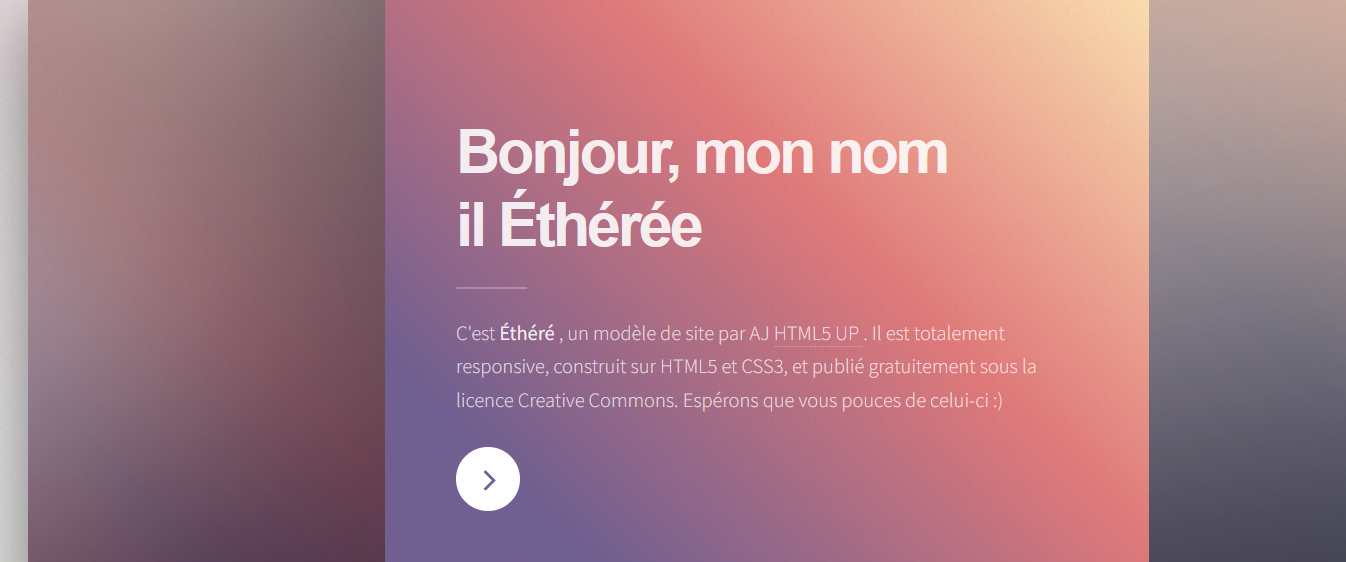 Bonjour, mon nom
il Éthérée
C'est Éthéré , un modèle de site par AJ HTML5 UP . Il est totalement
responsive, construit sur HTML5 et CSS3, et publié gratuitement sous la
licence Creative Commons. Espérons que vous pouces de celui-ci :)